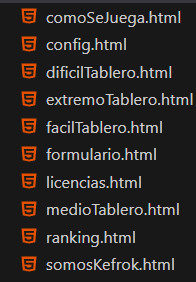 comoSeJuega.html
config.html
dificilTablero.html
extremoTablero.html
facilTablero.html
formulario.html
licencias.html
medioTablero.html
ranking.html
somosKefrok.html